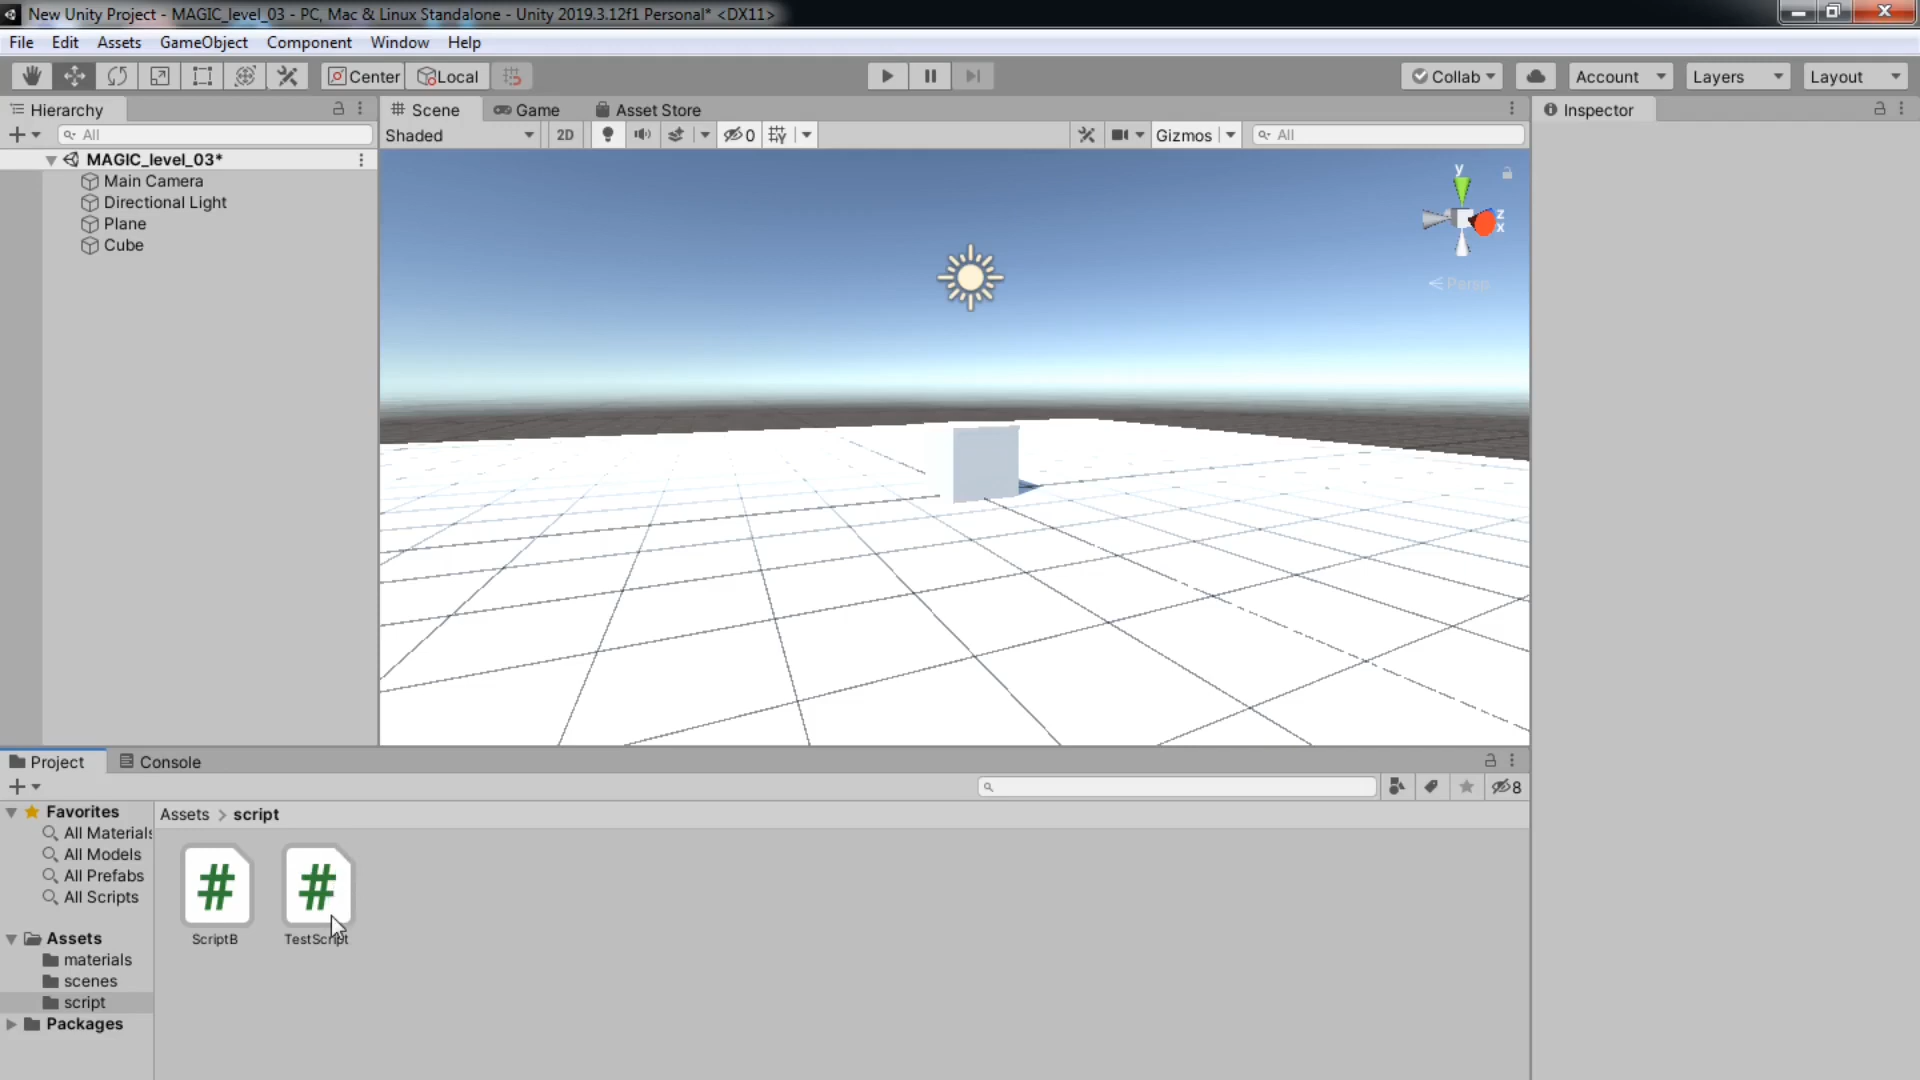 New Unity Project - MAGIC_level_03 - PC, Mac & Linux Standalone - Unity 2019.3.12f1 Personal* <DX11>
File Edit Assets GameObject Component Window Help
Center Local Collab Account Layers Layout
Hierarchy
All
MAGIC_level_03*
Main Camera
Directional Light
Plane
Cube
Scene Game Asset Store
Shaded 2D 0 Gizmos All
y
z
x
Persp
Inspector
Project Console
8
Favorites
All Materials
All Models
All Prefabs
All Scripts
Assets
materials
scenes
script
Packages
Assets > script
# #
ScriptB TestScript